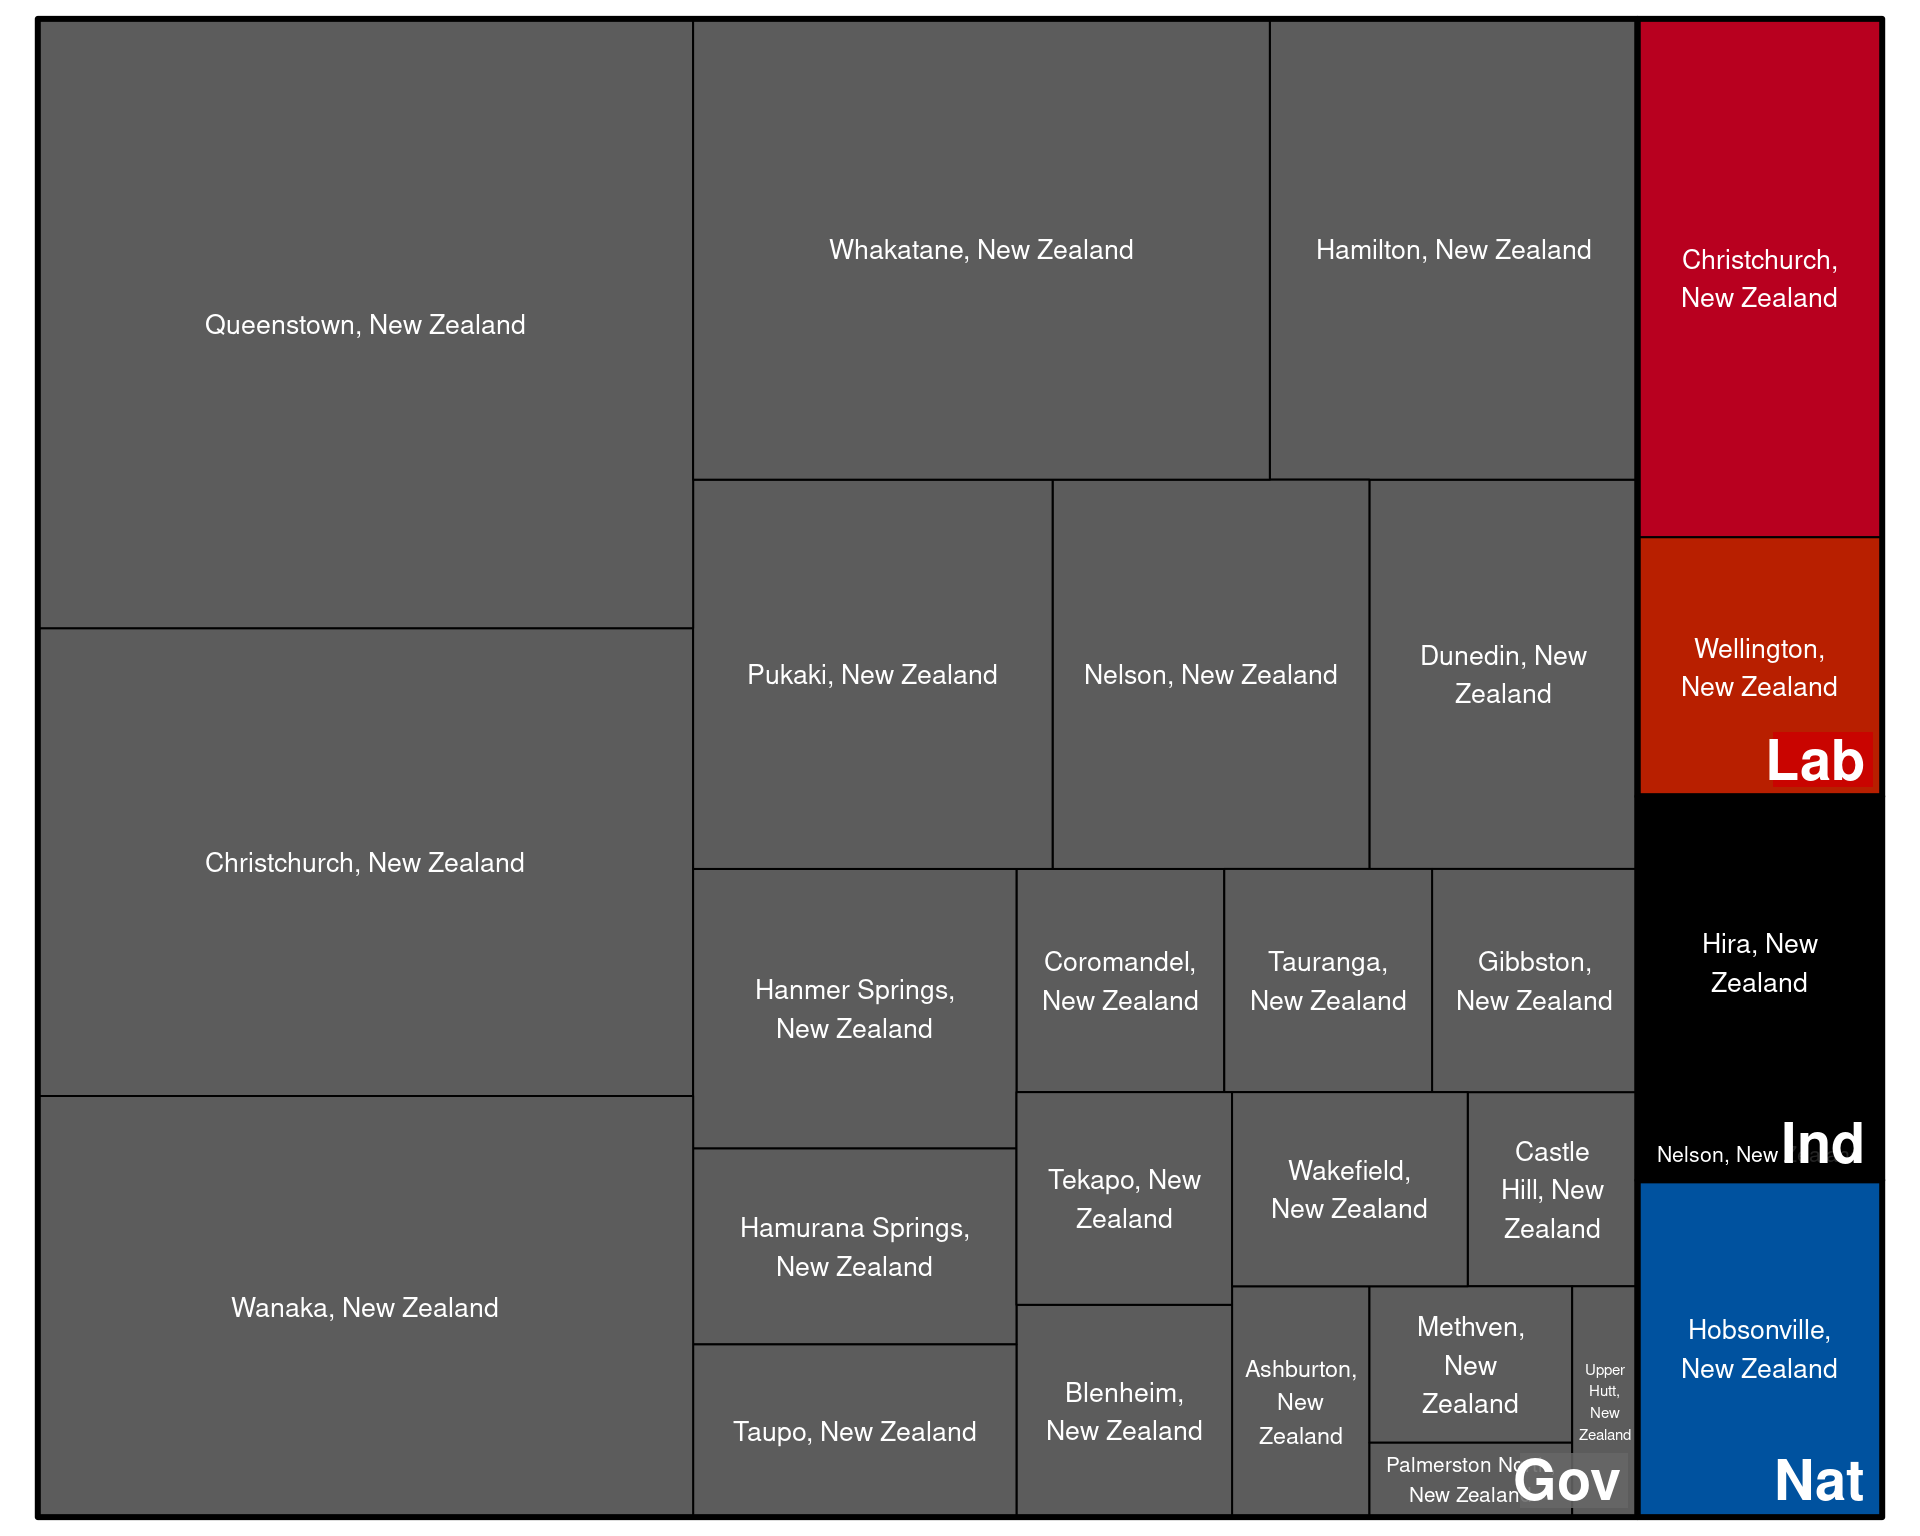 Queenstown, New Zealand
Christchurch, New Zealand
Wanaka, New Zealand
Whakatane, New Zealand
Hamilton, New Zealand
Pukaki, New Zealand
Nelson, New Zealand
Dunedin, New
Zealand
Hanmer Springs,
New Zealand
Coromandel,
New Zealand
Tauranga,
New Zealand
Gibbston,
New Zealand
Hamurana Springs,
New Zealand
Taupo, New Zealand
Tekapo, New
Zealand
Wakefield,
New Zealand
Castle
Hill, New
Zealand
Blenheim,
New Zealand
Ashburton,
New
Zealand
Methven,
New
Zealand
Upper
Hutt,
New
Zealand
Palmerston
New
Gov
Christchurch,
New Zealand
Wellington,
New Zealand
Lab
Hira, New
Zealand
Nelson, New
Ind
Hobsonville,
New Zealand
Nat